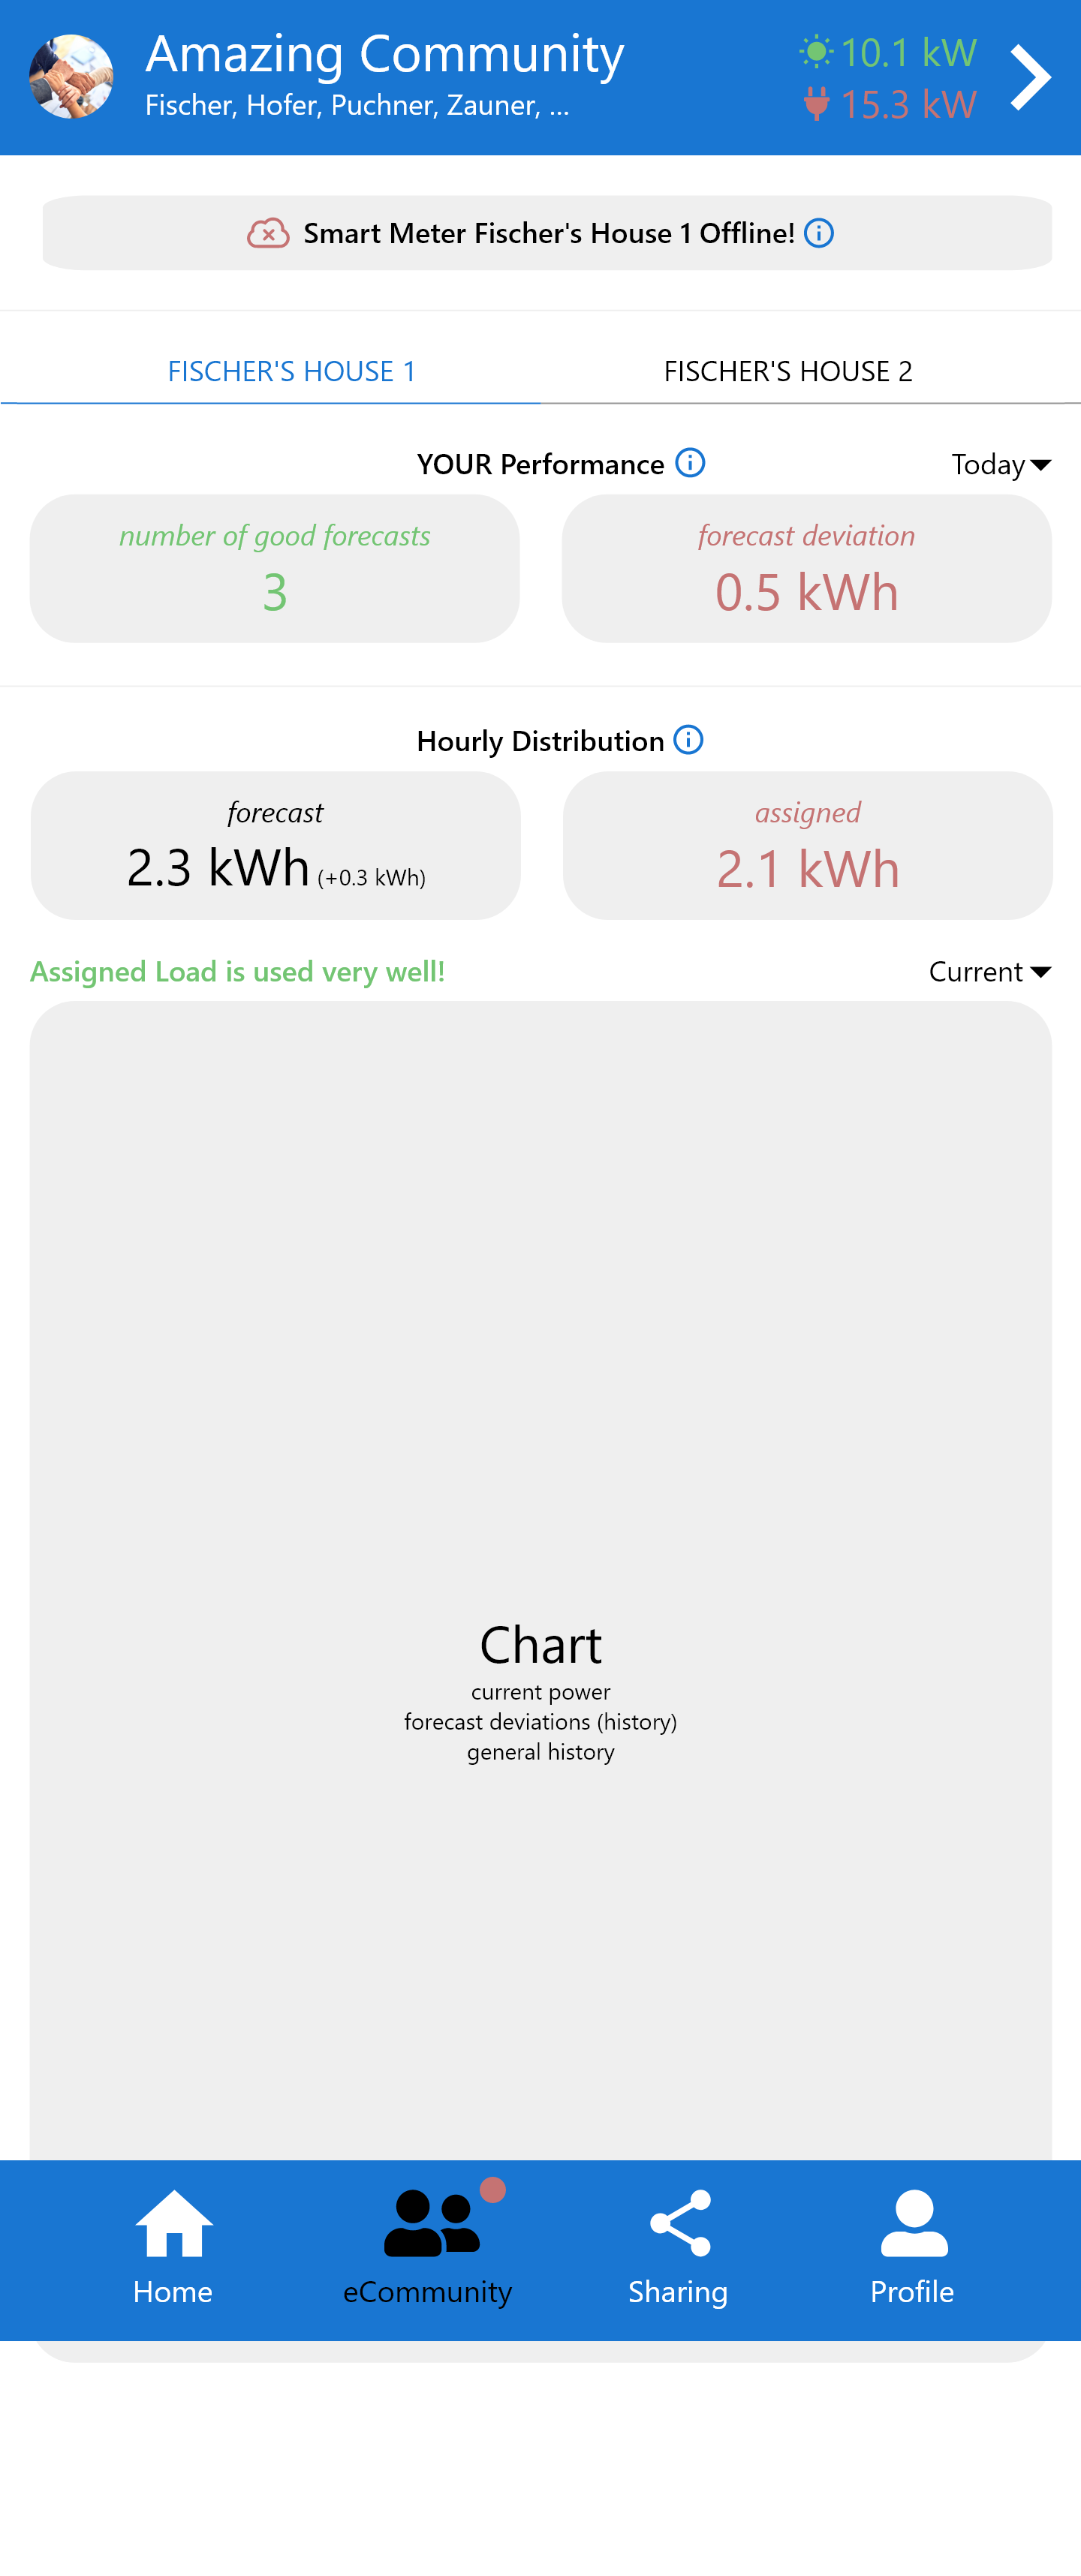 Amazing Community
Fischer, Hofer, Puchner, Zauner, ...
10.1 kW
15.3 kW
Smart Meter Fischer's House 1 Offline!
FISCHER'S HOUSE 1
FISCHER'S HOUSE 2
YOUR Performance
Today
number of good forecasts
3
forecast deviation
0.5 kWh
Hourly Distribution
forecast
2.3 kWh (+0.3 kWh)
assigned
2.1 kWh
Assigned Load is used very well!
Current
Chart
current power
forecast deviations (history)
general history
Home
eCommunity
Sharing
Profile